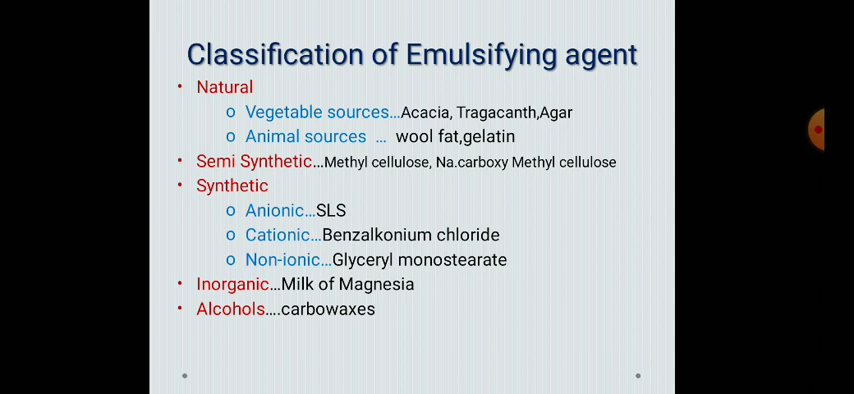 Classification of Emulsifying agent
• Natural
o Vegetable sources...Acacia, Tragacanth,Agar
o Animal sources ... wool fat,gelatin
• Semi Synthetic...Methyl cellulose, Na.carboxy Methyl cellulose
• Synthetic
o Anionic...SLS
o Cationic...Benzalkonium chloride
o Non-ionic...Glyceryl monostearate
• Inorganic...Milk of Magnesia
• Alcohols....carbowaxes